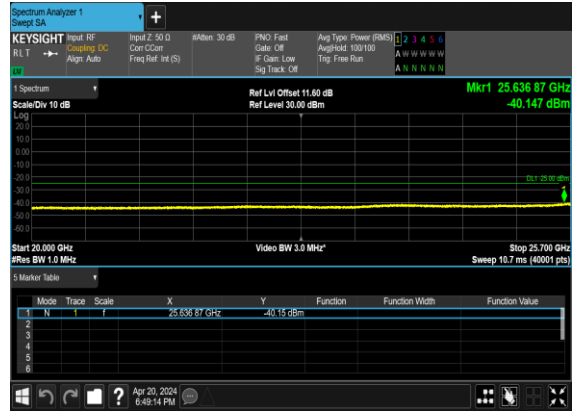 Spectrum Analyzer 1
Swept SA
+
KEYSIGHT Input: RF Input Z: 50 Ω #Atten: 30 dB PNO: Fast Avg Type: Power (RMS) 1 2 3 4 5 6
RLT Coupling: DC Corr CCorr Gate: Off Avg|Hold: 100/100 A W W W W W
Align: Auto Freq Ref: Int (S) IF Gain: Low Trig: Free Run
Sig Track: Off A N N N N N
1 Spectrum Ref Lvl Offset 11.60 dB Mkr1 25.636 87 GHz
Scale/Div 10 dB Ref Level 30.00 dBm -40.147 dBm
Log
20.0
10.0
0.00
-10.0
-20.0
DL1 -25.00 dBm
-30.0
1
-40.0
-50.0
-60.0
Start 20.000 GHz Video BW 3.0 MHz* Stop 25.700 GHz
#Res BW 1.0 MHz Sweep 10.7 ms (40001 pts)
5 Marker Table
Mode Trace Scale X Y Function Function Width Function Value
1 N 1 f 25.636 87 GHz -40.15 dBm
2
3
4
5
6
? Apr 20, 2024
6:49:14 PM